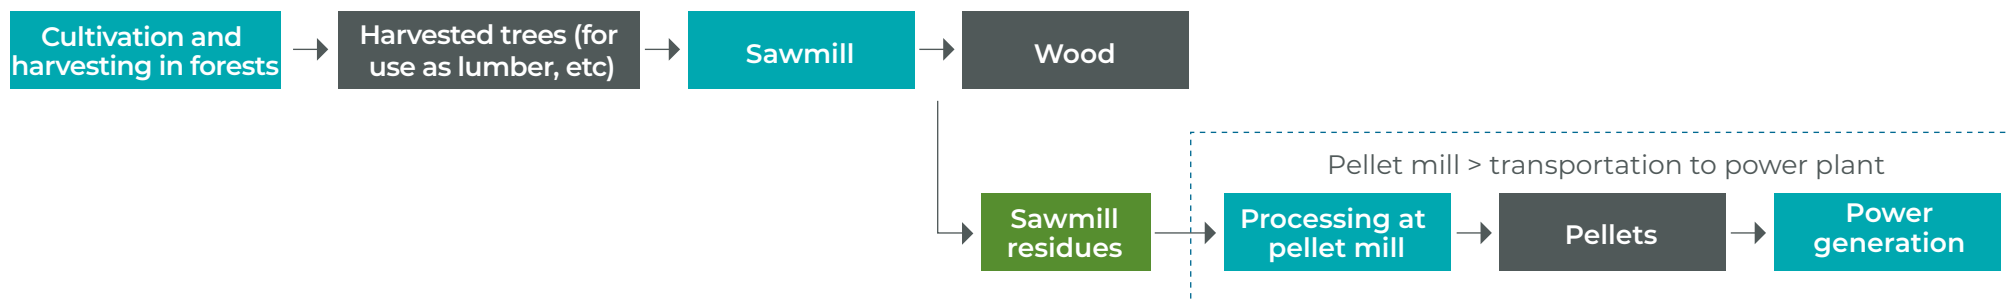 Cultivation and
harvesting in forests
Harvested trees (for
use as lumber, etc)
Sawmill
Wood
Pellet mill > transportation to power plant
Sawmill
residues
Processing at
pellet mill
Pellets
Power
generation